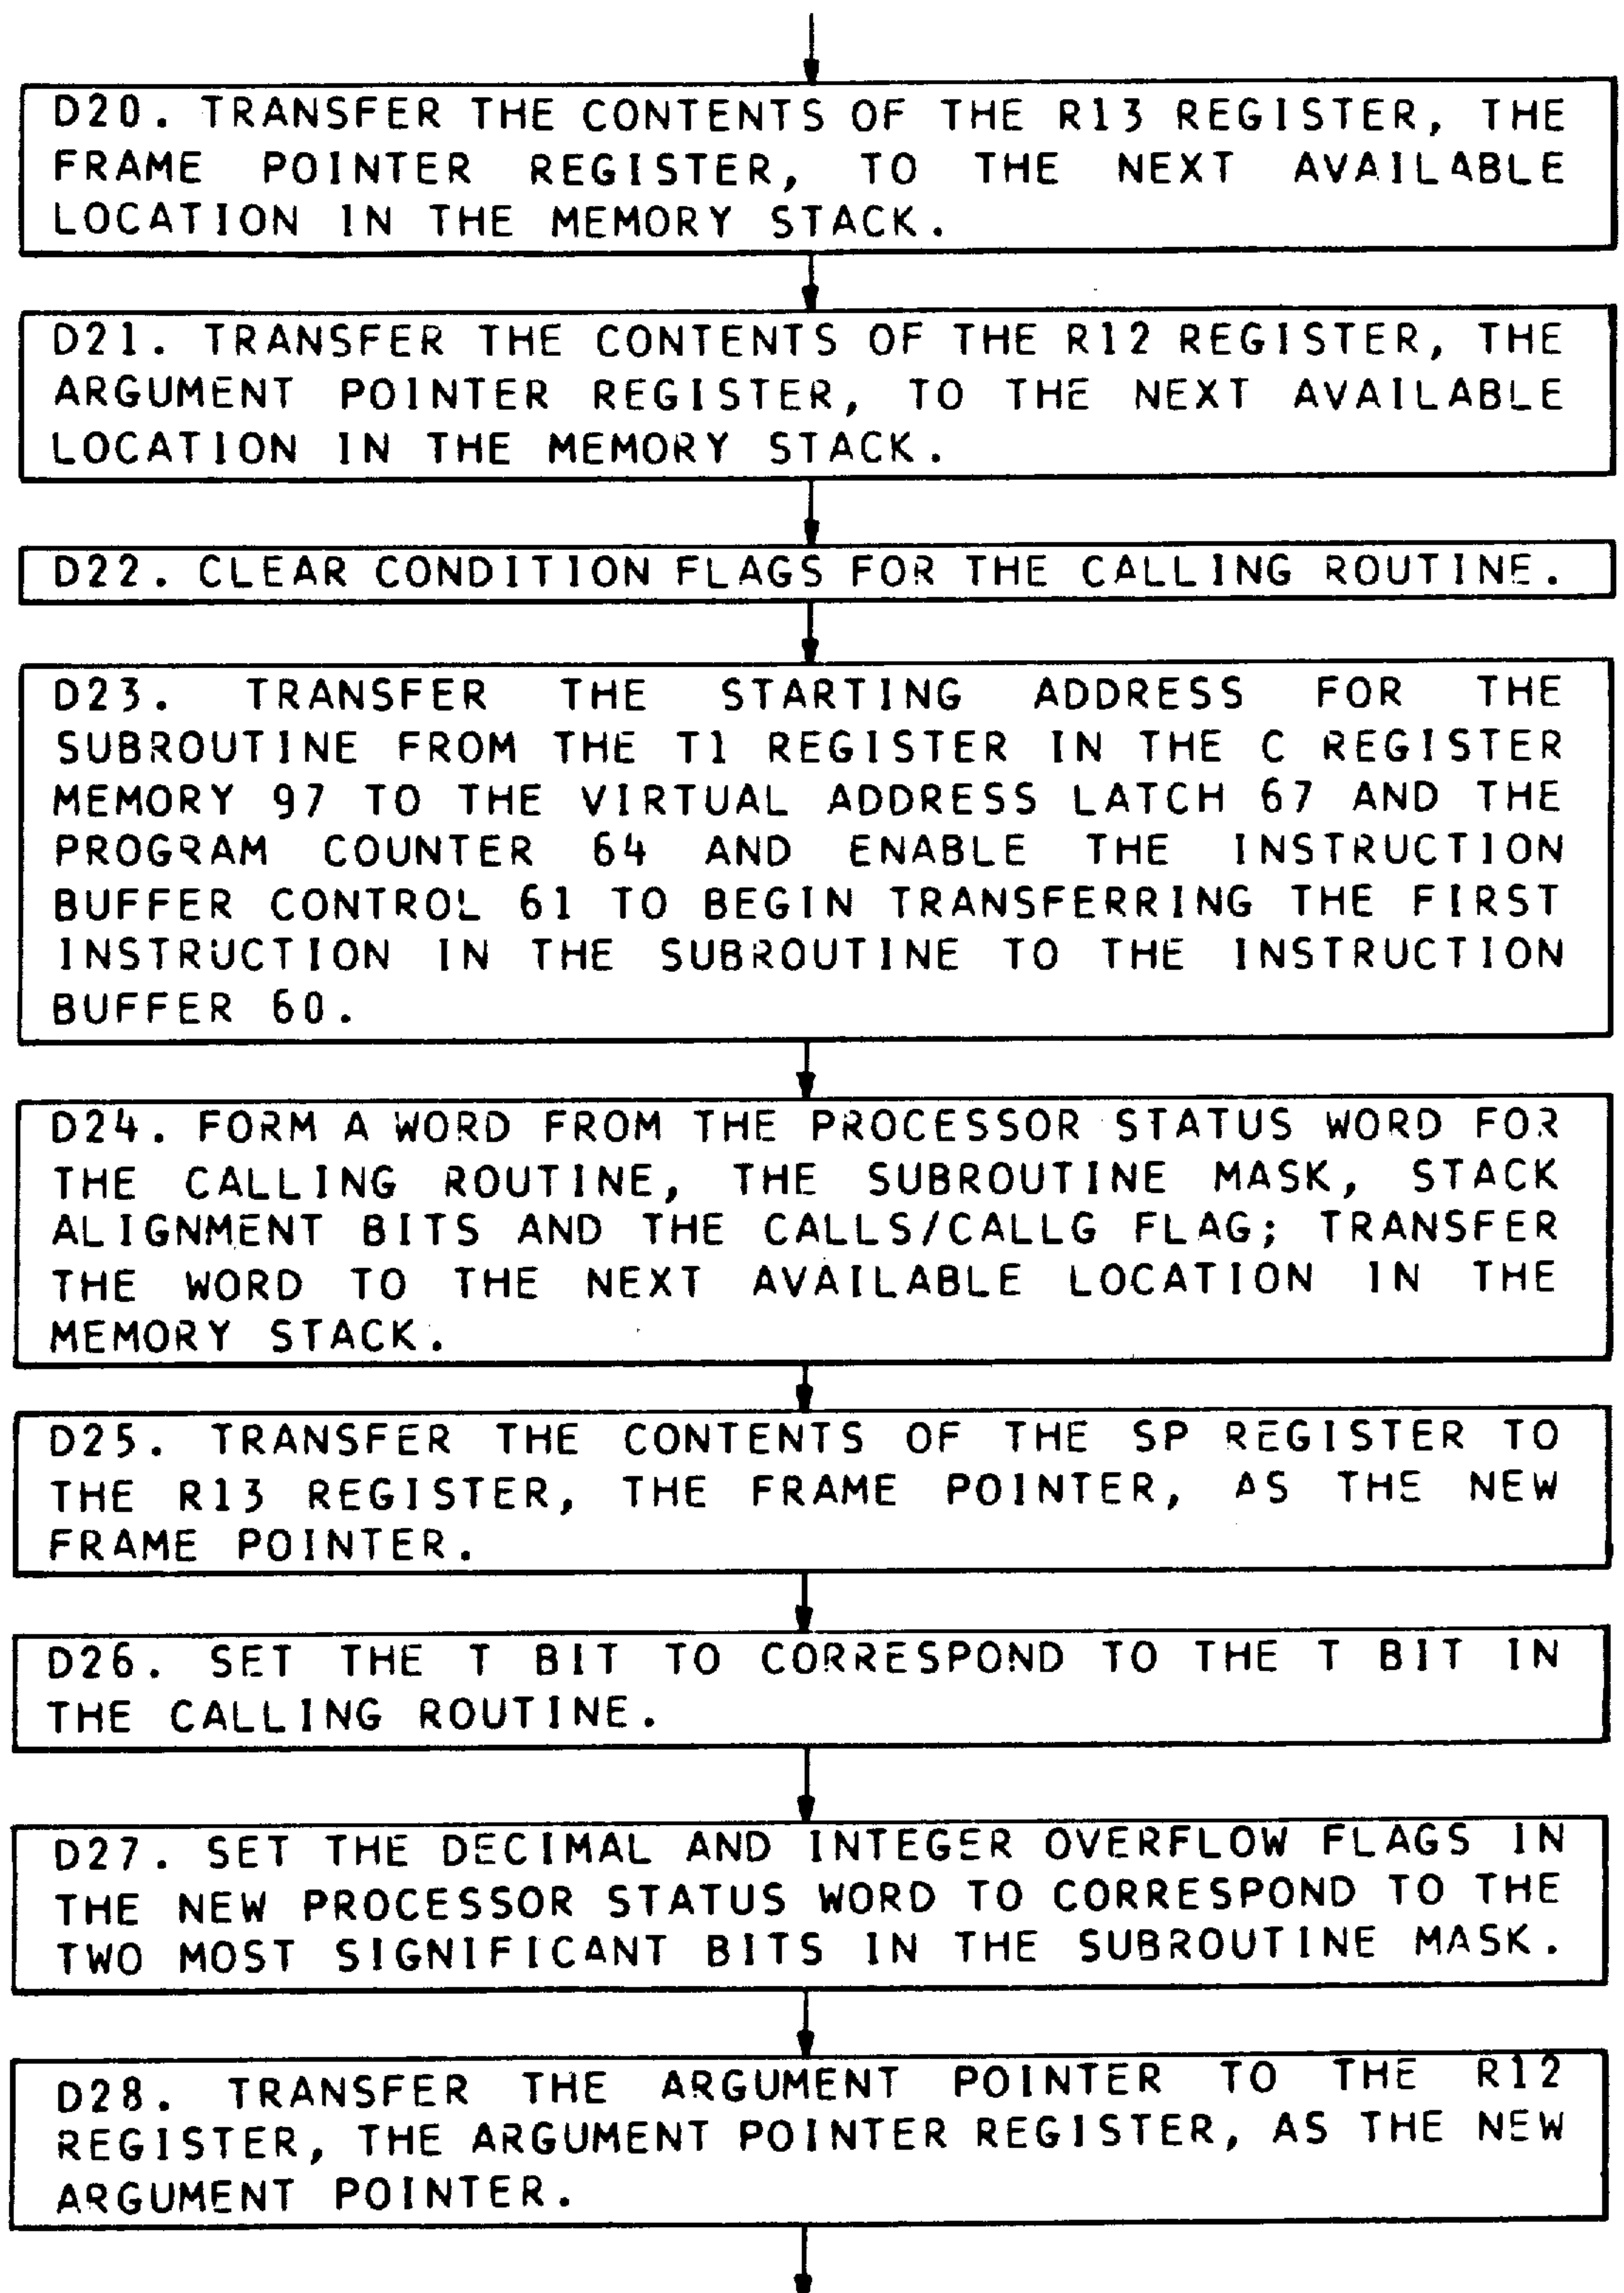 D20. TRANSFER THE CONTENTS OF THE R13 REGISTER, THE
FRAME POINTER REGISTER, TO THE NEXT AVAILABLE
LOCATION IN THE MEMORY STACK.
D21. TRANSFER THE CONTENTS OF THE R12 REGISTER, THE
ARGUMENT POINTER REGISTER, TO THE NEXT AVAILABLE
LOCATION IN THE MEMORY STACK.
D22. CLEAR CONDITION FLAGS FOR THE CALLING ROUTINE.
D23. TRANSFER THE STARTING ADDRESS FOR THE
SUBROUTINE FROM THE T1 REGISTER IN THE C REGISTER
MEMORY 97 TO THE VIRTUAL ADDRESS LATCH 67 AND THE
PROGRAM COUNTER 64 AND ENABLE THE INSTRUCTION
BUFFER CONTROL 61 TO BEGIN TRANSFERRING THE FIRST
INSTRUCTION IN THE SUBROUTINE TO THE INSTRUCTION
BUFFER 60.
D24. FORM A WORD FROM THE PROCESSOR STATUS WORD FOR
THE CALLING ROUTINE, THE SUBROUTINE MASK, STACK
ALIGNMENT BITS AND THE CALLS/CALLG FLAG; TRANSFER
THE WORD TO THE NEXT AVAILABLE LOCATION IN THE
MEMORY STACK.
D25. TRANSFER THE CONTENTS OF THE SP REGISTER TO
THE R13 REGISTER, THE FRAME POINTER, AS THE NEW
FRAME POINTER.
D26. SET THE T BIT TO CORRESPOND TO THE T BIT IN
THE CALLING ROUTINE.
D27. SET THE DECIMAL AND INTEGER OVERFLOW FLAGS IN
THE NEW PROCESSOR STATUS WORD TO CORRESPOND TO THE
TWO MOST SIGNIFICANT BITS IN THE SUBROUTINE MASK.
D28. TRANSFER THE ARGUMENT POINTER TO THE R12
REGISTER, THE ARGUMENT POINTER REGISTER, AS THE NEW
ARGUMENT POINTER.